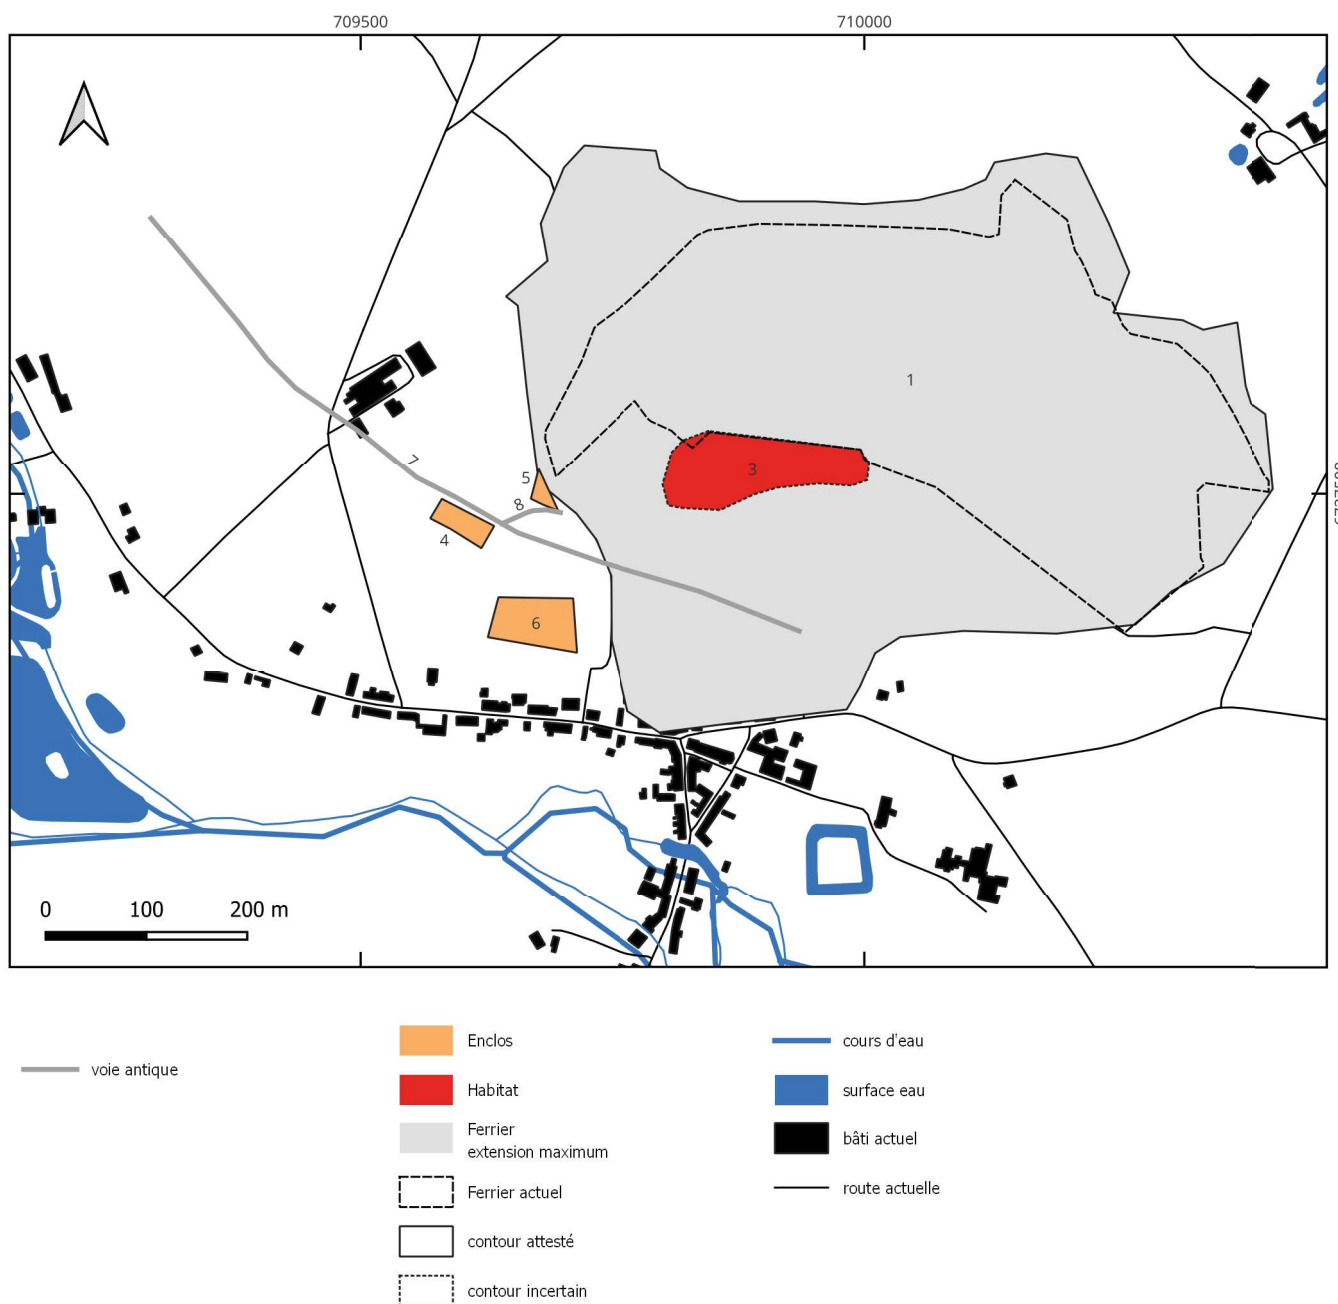 709500 710000
1
7
5
3
8
4
6
0 100 200 m
voie antique
Enclos
Habitat
Ferrier
extension maximum
Ferrier actuel
contour attesté
contour incertain
cours d'eau
surface eau
bâti actuel
route actuelle